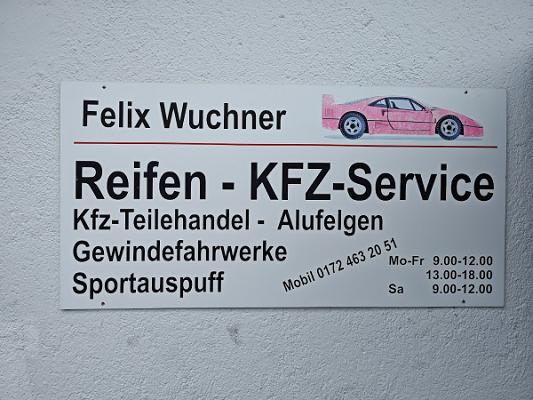 Felix Wuchner
Reifen - KFZ-Service
Kfz-Teilehandel - Alufelgen
Gewindefahrwerke
Sportauspuff
Mobil 0172 463 20 51
Mo-Fr 9.00-12.00
13.00-18.00
Sa 9.00-12.00